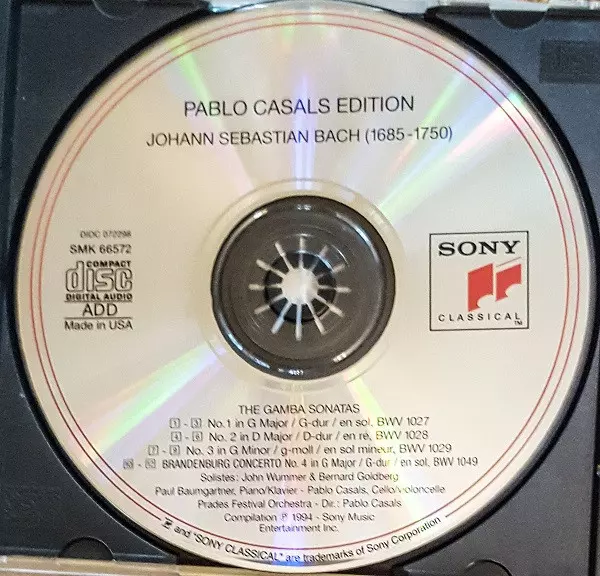 PABLO CASALS EDITION
JOHANN SEBASTIAN BACH (1685-1750)
DIDC 070298
SMK 66572
COMPACT
disc
DIGITAL AUDIO
ADD
Made in USA
SONY
CLASSICAL™
THE GAMBA SONATAS
1 - 3 No. 1 in G Major / G-dur / en sol, BWV 1027
4 - 6 No. 2 in D Major / D-dur / en ré, BWV 1028
7 - 9 No. 3 in G Minor / g-moll / en sol mineur, BWV 1029
10 - 12 BRANDENBURG CONCERTO No. 4 in G Major / G-dur / en sol, BWV 1049
Solistes: John Wummer & Bernard Goldberg
Paul Baumgartner, Piano/Klavier - Pablo Casals, Cello/violoncelle
Prades Festival Orchestra - Dir.: Pablo Casals
Compilation ℗ 1994 - Sony Music
Entertainment Inc.
and "SONY CLASSICAL" are trademarks of Sony Corporation